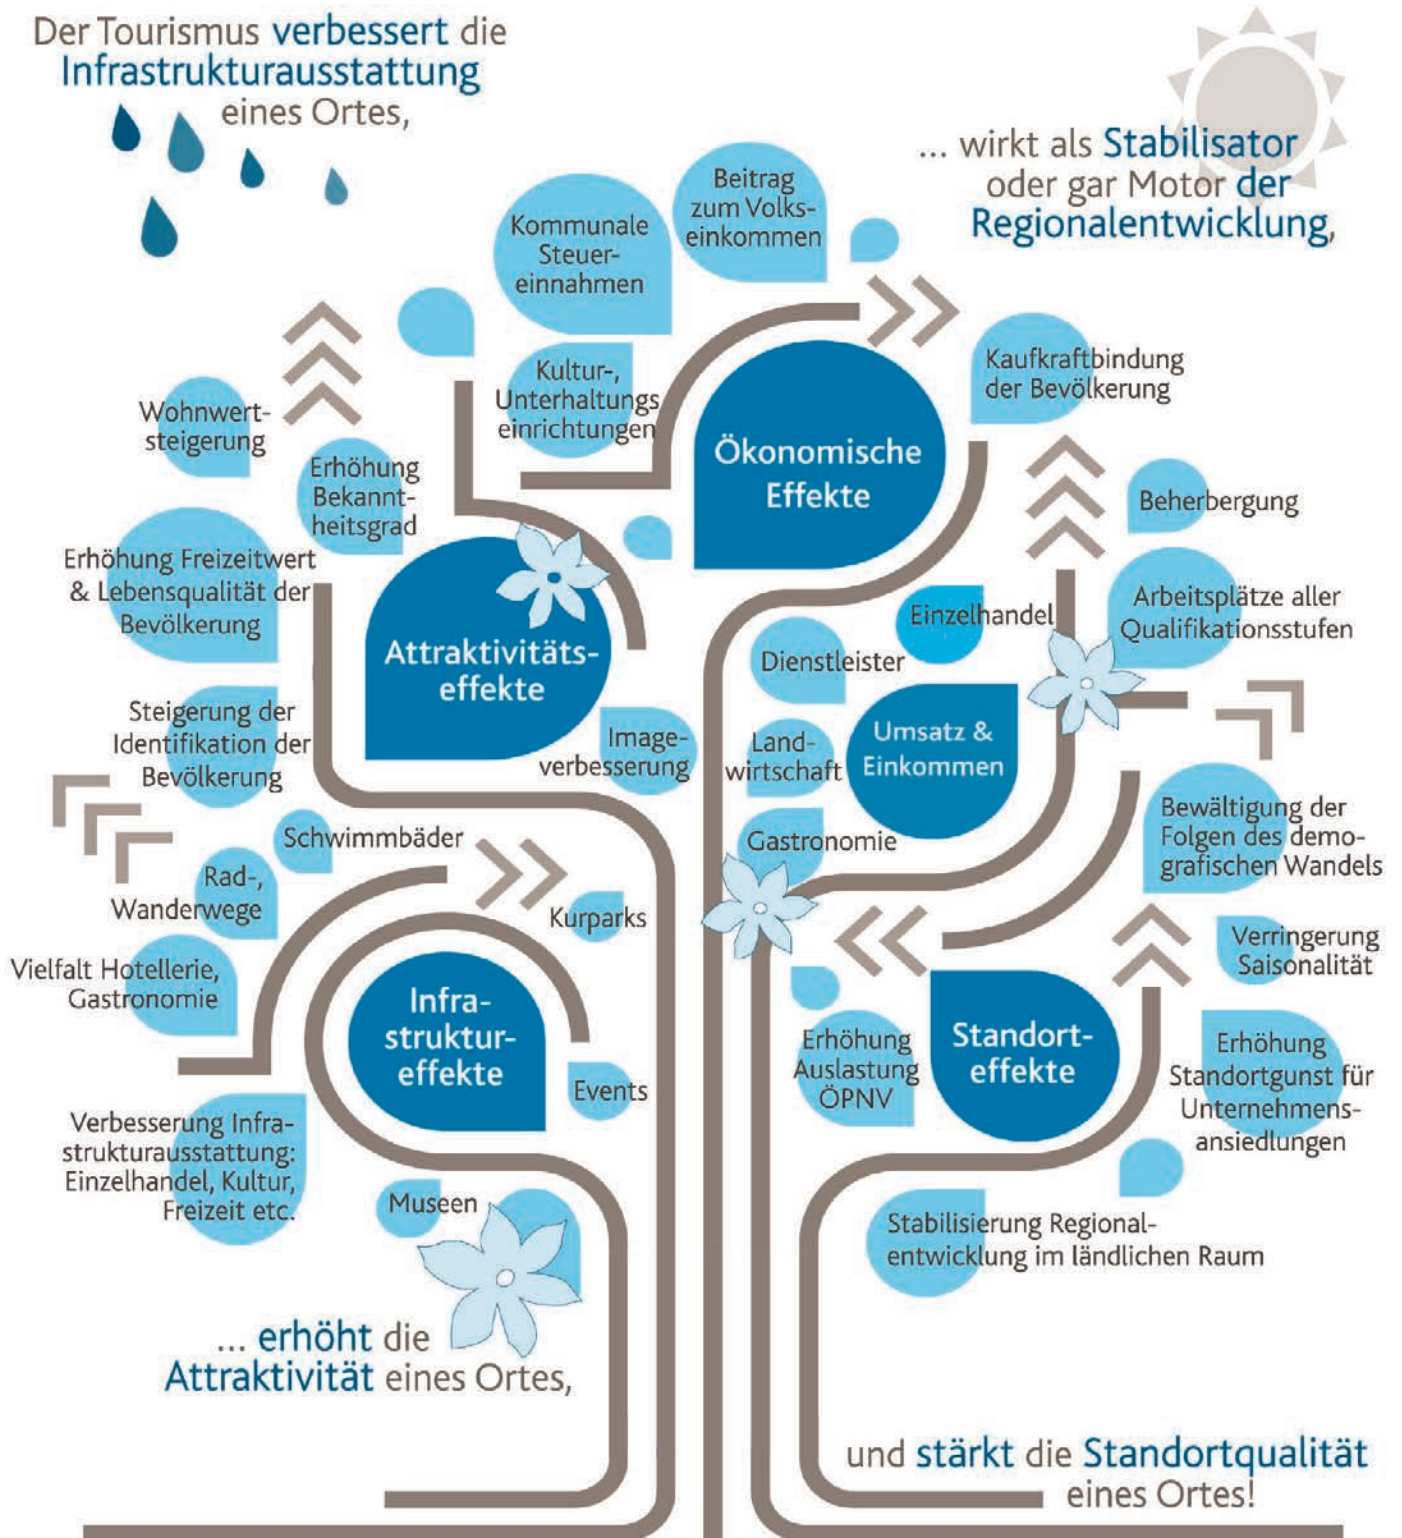 Der Tourismus verbessert die
Infrastrukturausstattung
eines Ortes,
... wirkt als Stabilisator
oder gar Motor der
Regionalentwicklung,
Beitrag
zum Volks-
einkommen
Kommunale
Steuer-
einnahmen
Kultur-,
Unterhaltungs
einrichtungen
Kaufkraftbindung
der Bevölkerung
Ökonomische
Effekte
Wohnwert-
steigerung
Erhöhung
Bekannt-
heitsgrad
Erhöhung Freizeitwert
& Lebensqualität der
Bevölkerung
Attraktivitäts-
effekte
Steigerung der
Identifikation der
Bevölkerung
Image-
verbesserung
Beherbergung
Arbeitsplätze aller
Qualifikationsstufen
Einzelhandel
Dienstleister
Umsatz &
Einkommen
Land-
wirtschaft
Gastronomie
Schwimmbäder
Rad-,
Wanderwege
Kurparks
Vielfalt Hotellerie,
Gastronomie
Infra-
struktur-
effekte
Events
Verbesserung Infra-
strukturausstattung:
Einzelhandel, Kultur,
Freizeit etc.
Museen
Bewältigung der
Folgen des demo-
grafischen Wandels
Verringerung
Saisonalität
Erhöhung
Auslastung
ÖPNV
Standort-
effekte
Erhöhung
Standortgunst für
Unternehmens-
ansiedlungen
Stabilisierung Regional-
entwicklung im ländlichen Raum
... erhöht die
Attraktivität eines Ortes,
und stärkt die Standortqualität
eines Ortes!